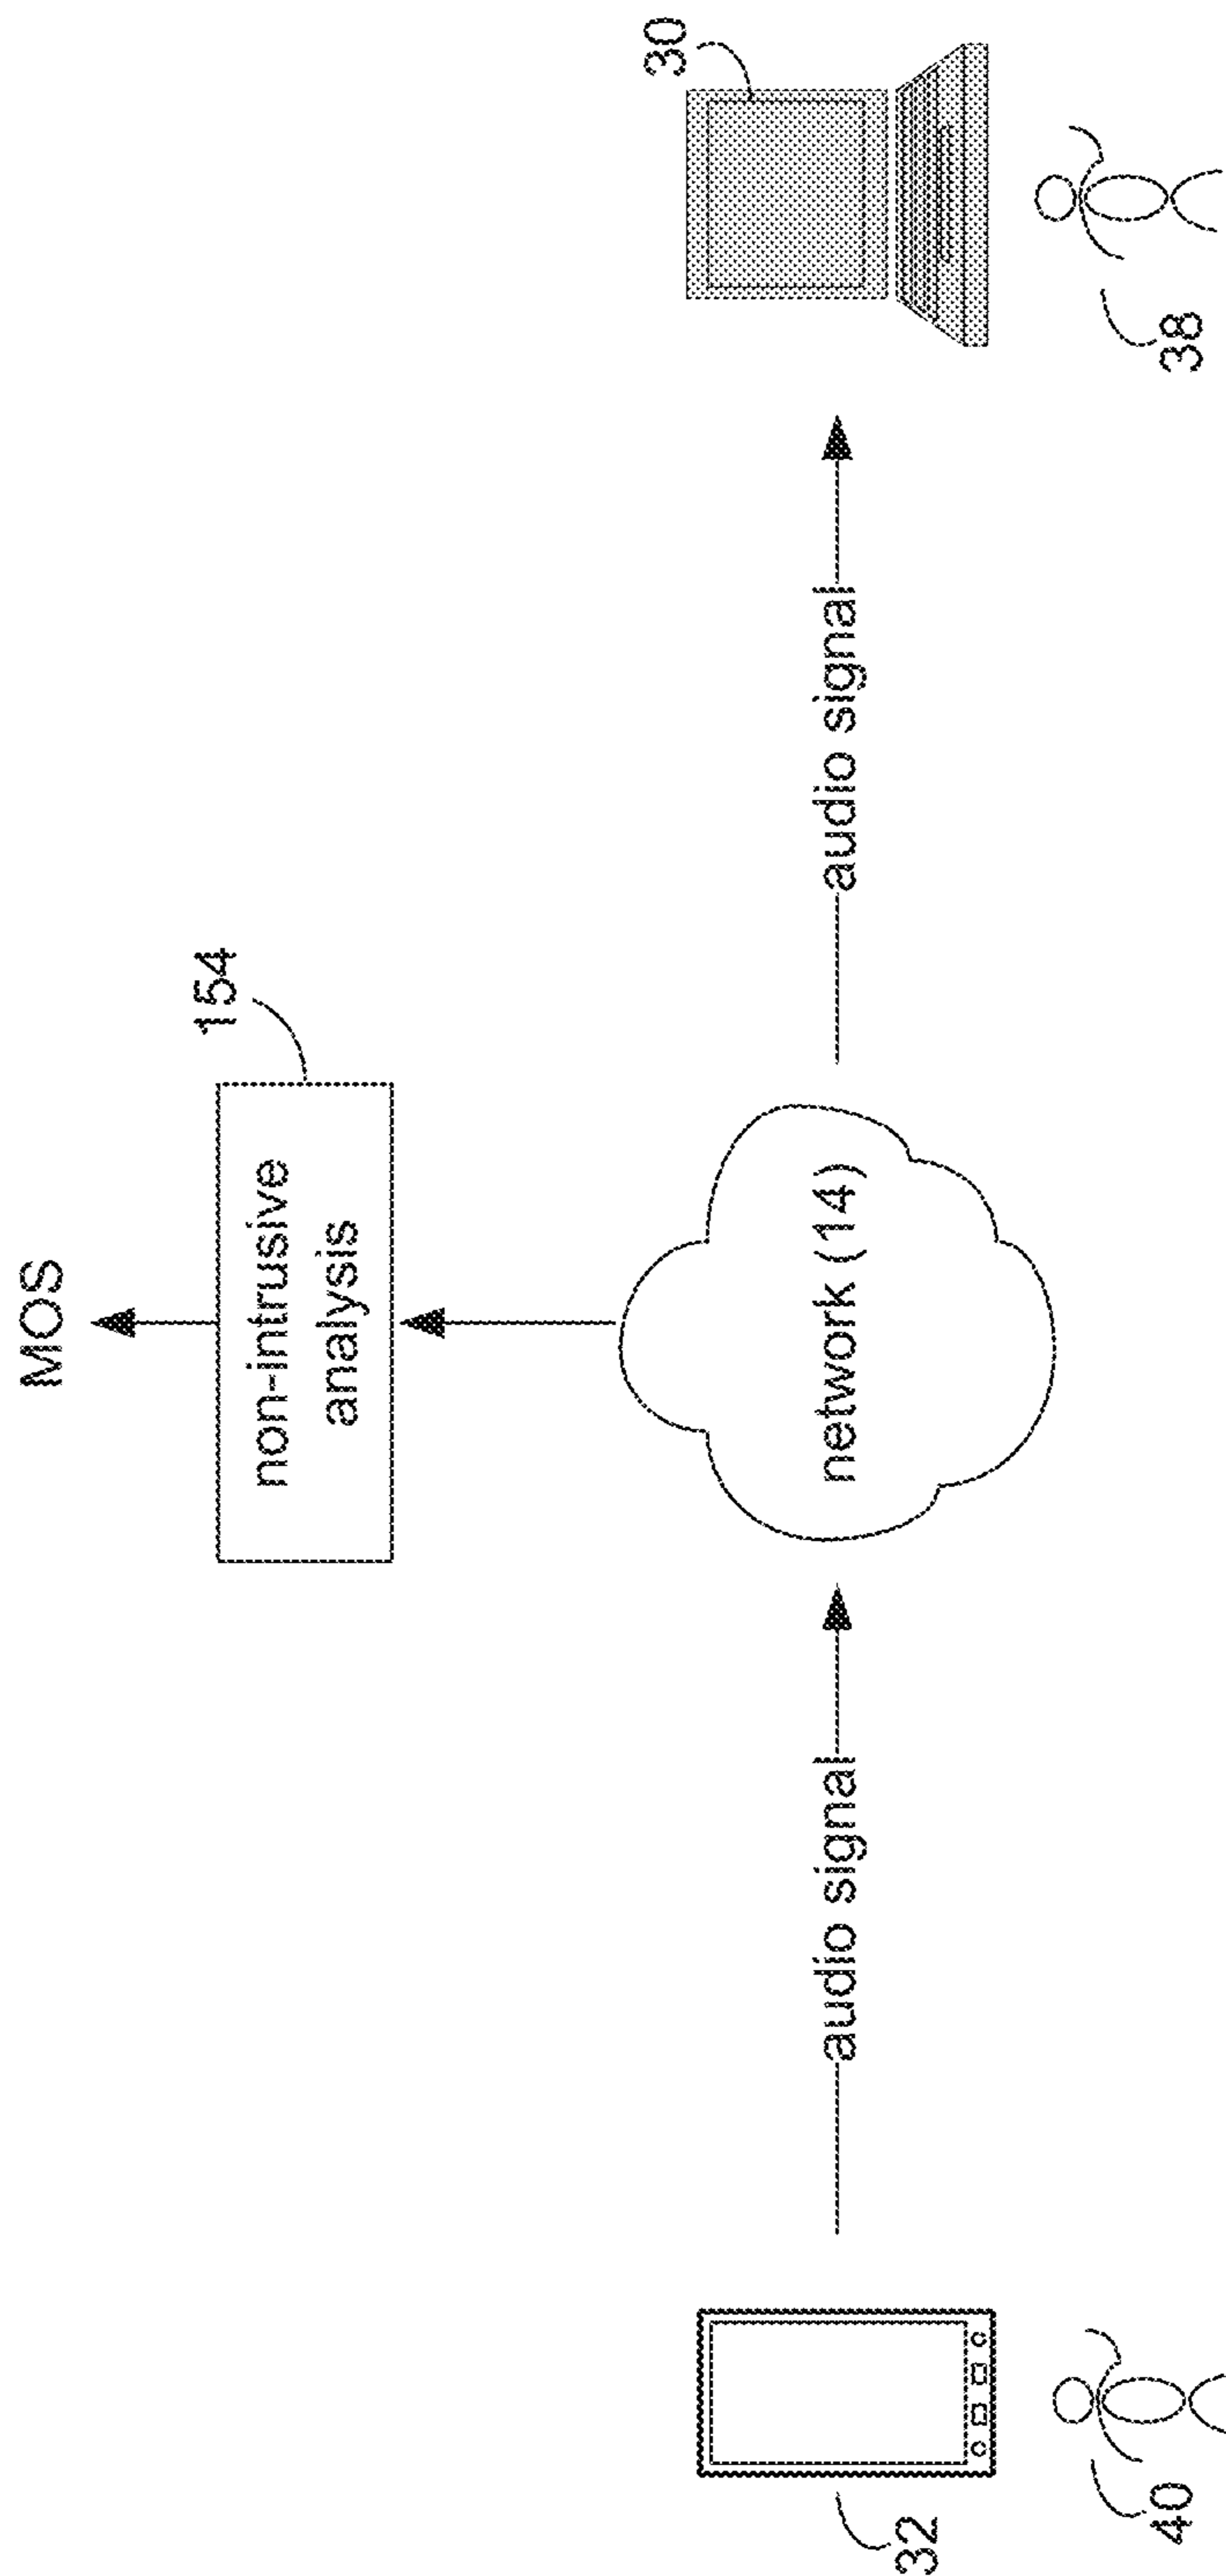 MOS
154
non-intrusive
analysis
30
audio signal
network (14)
audio signal
32
40
38